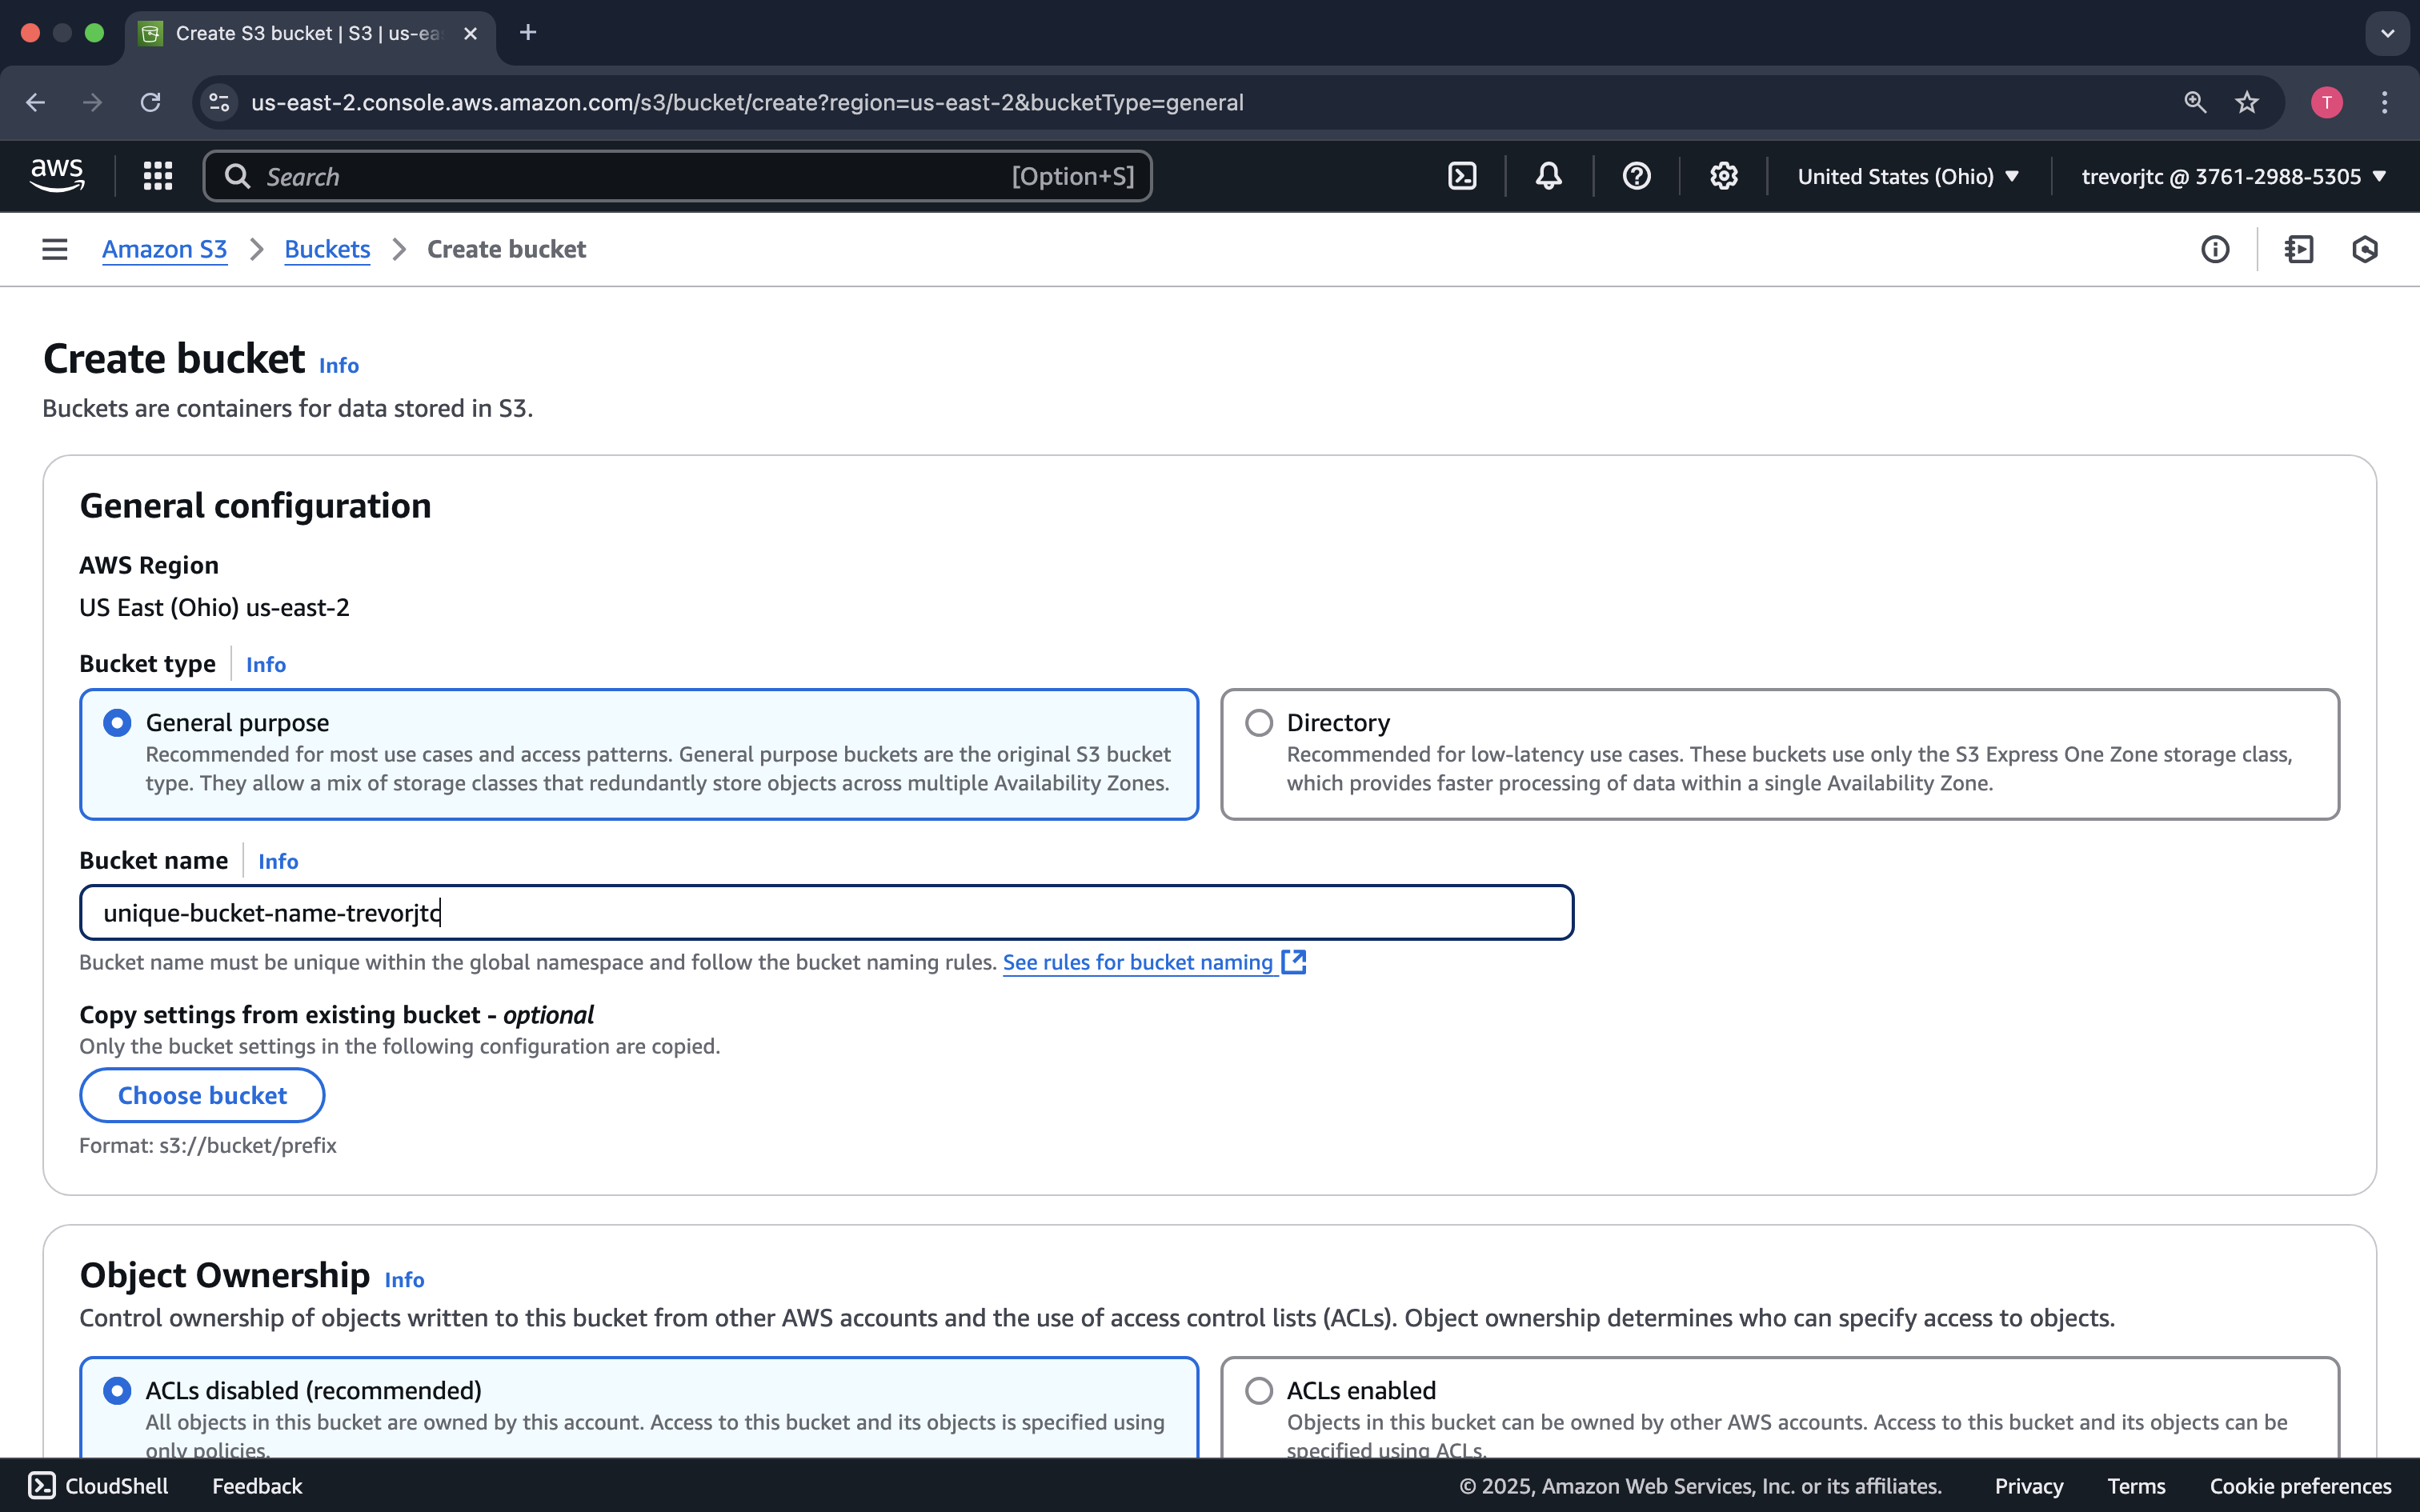 Create S3 bucket | S3 | us-ea
us-east-2.console.aws.amazon.com/s3/bucket/create?region=us-east-2&bucketType=general
T
aws
Search
[Option+S]
United States (Ohio)
trevorjtc @ 3761-2988-5305
Amazon S3
Buckets
Create bucket
Create bucket Info
Buckets are containers for data stored in S3.
General configuration
AWS Region
US East (Ohio) us-east-2
Bucket type Info
General purpose
Recommended for most use cases and access patterns. General purpose buckets are the original S3 bucket
type. They allow a mix of storage classes that redundantly store objects across multiple Availability Zones.
Directory
Recommended for low-latency use cases. These buckets use only the S3 Express One Zone storage class,
which provides faster processing of data within a single Availability Zone.
Bucket name Info
unique-bucket-name-trevorjtc
Bucket name must be unique within the global namespace and follow the bucket naming rules. See rules for bucket naming
Copy settings from existing bucket - optional
Only the bucket settings in the following configuration are copied.
Choose bucket
Format: s3://bucket/prefix
Object Ownership Info
Control ownership of objects written to this bucket from other AWS accounts and the use of access control lists (ACLs). Object ownership determines who can specify access to objects.
ACLs disabled (recommended)
All objects in this bucket are owned by this account. Access to this bucket and its objects is specified using
only policies.
ACLs enabled
Objects in this bucket can be owned by other AWS accounts. Access to this bucket and its objects can be
specified using ACLs.
CloudShell
Feedback
© 2025, Amazon Web Services, Inc. or its affiliates.
Privacy
Terms
Cookie preferences